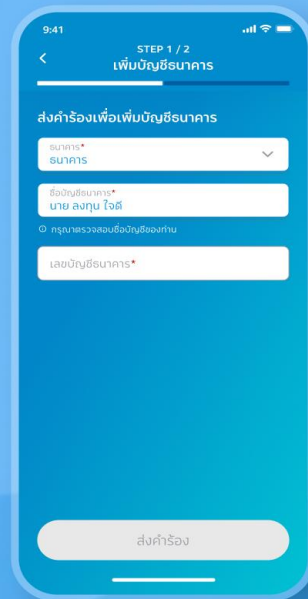 9:41
STEP 1 / 2
เพิ่มบัญชีธนาคาร
ส่งคำร้องเพื่อเพิ่มบัญชีธนาคาร
ธนาคาร*
ธนาคาร
ชื่อบัญชีธนาคาร*
นาย ลงทุน ใจดี
กรุณาตรวจสอบชื่อบัญชีของท่าน
เลขบัญชีธนาคาร*
ส่งคำร้อง